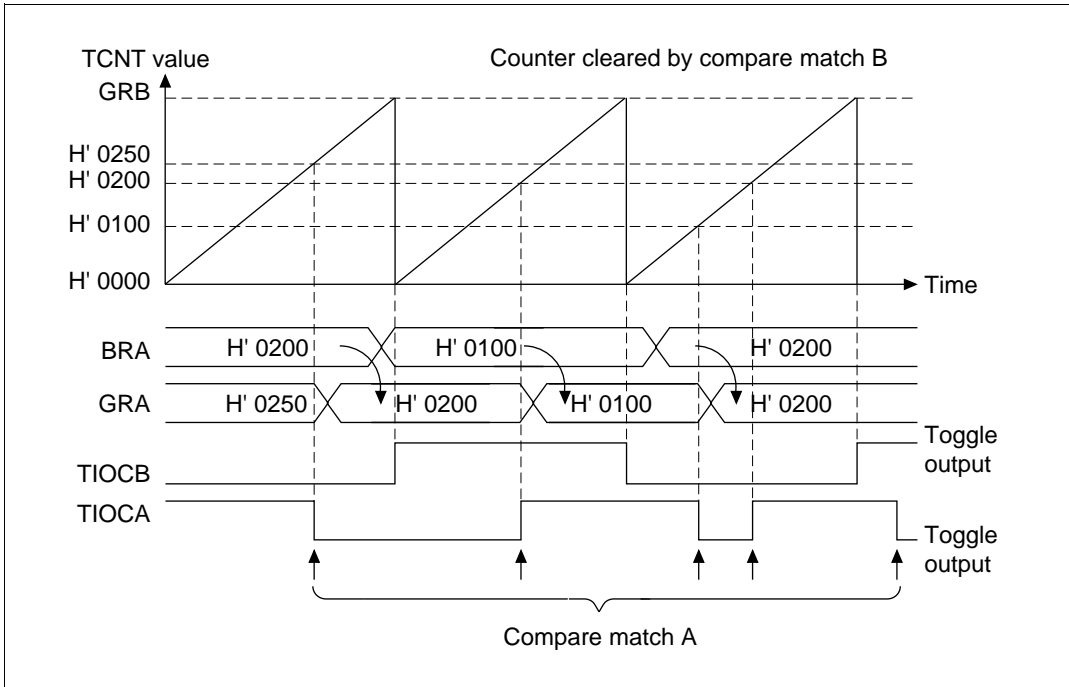 TCNT value
Counter cleared by compare match B
GRB
H' 0250
H' 0200
H' 0100
H' 0000
Time
BRA
H' 0200
H' 0100
H' 0200
GRA
H' 0250
H' 0200
H' 0100
H' 0200
TIOCB
Toggle
output
TIOCA
Toggle
output
Compare match A